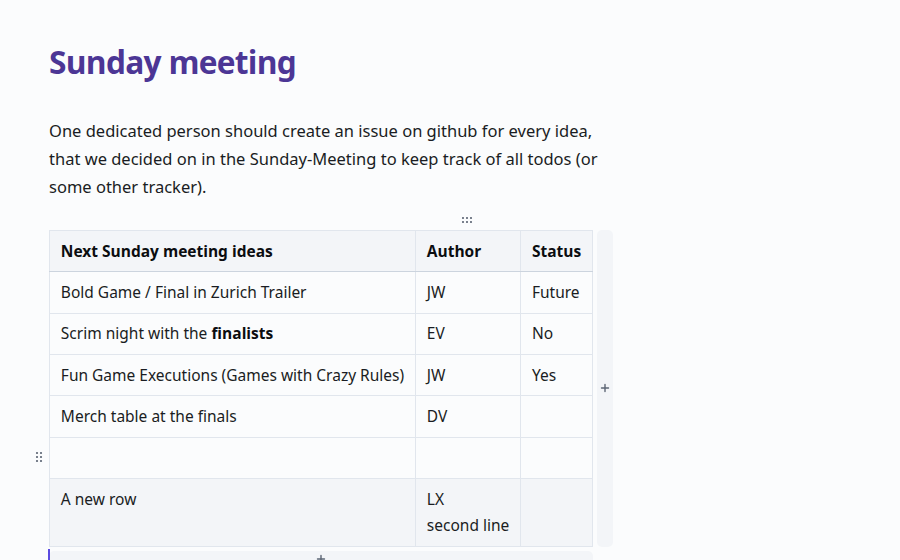 Sunday meeting
One dedicated person should create an issue on github for every idea,
that we decided on in the Sunday-Meeting to keep track of all todos (or
some other tracker).
Next Sunday meeting ideas Author Status
Bold Game / Final in Zurich Trailer JW Future
Scrim night with the finalists EV No
Fun Game Executions (Games with Crazy Rules) JW Yes
Merch table at the finals DV
A new row LX
second line